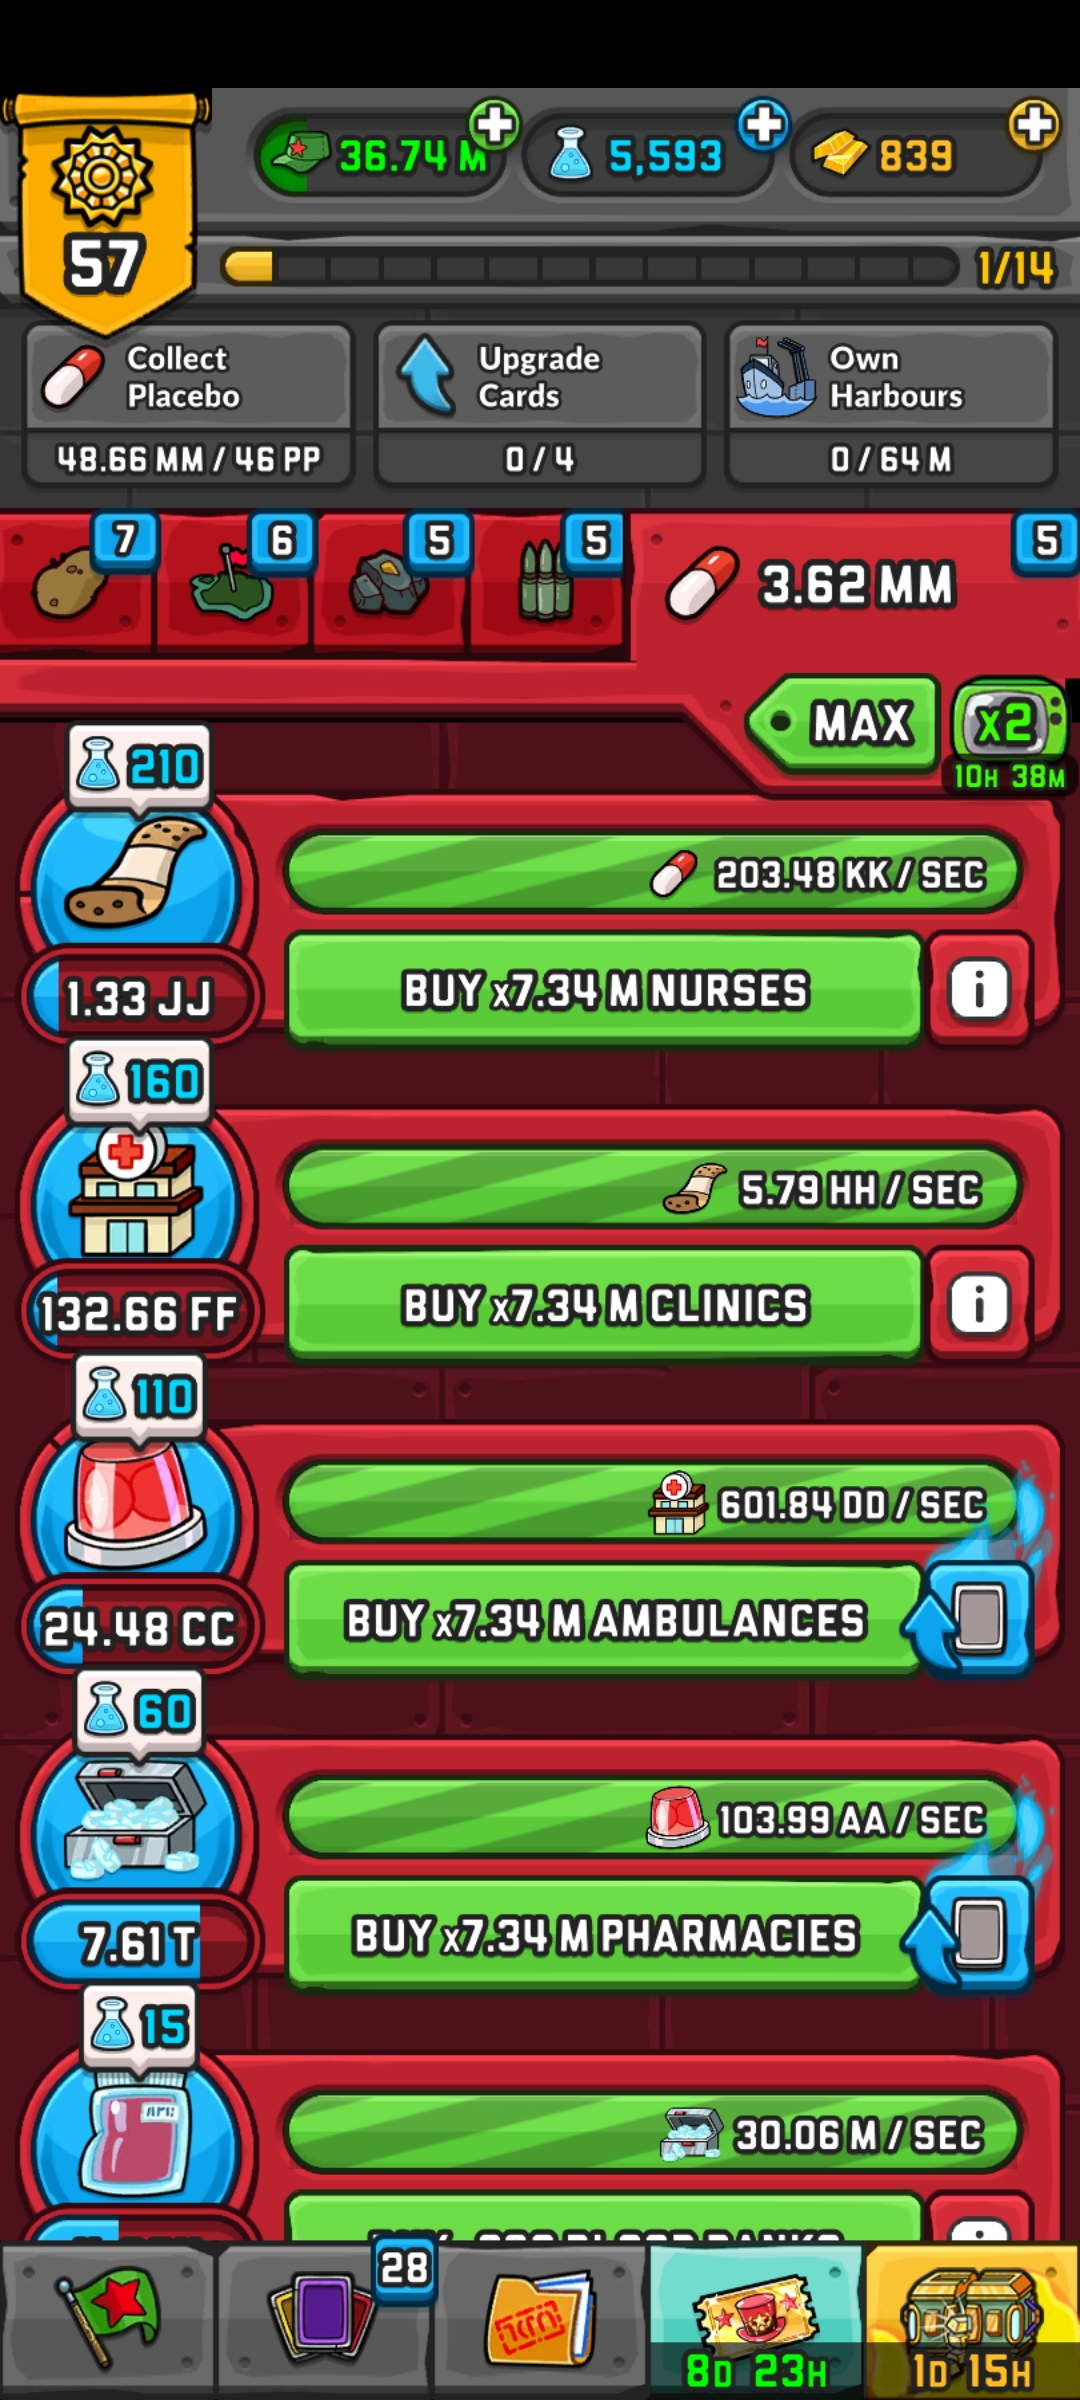 36.74 M
5,593
839
57
1/14
Collect
Placebo
48.66 MM / 46 PP
Upgrade
Cards
0 / 4
Own
Harbours
0 / 64 M
7
6
5
5
3.62 MM
5
MAX
x2
10H 38M
210
203.48 KK / SEC
1.33 JJ
BUY x7.34 M NURSES
i
160
5.79 HH / SEC
132.66 FF
BUY x7.34 M CLINICS
i
110
601.84 DD / SEC
24.48 CC
BUY x7.34 M AMBULANCES
60
103.99 AA / SEC
7.61 T
BUY x7.34 M PHARMACIES
15
30.06 M / SEC
28
8D 23H
1D 15H